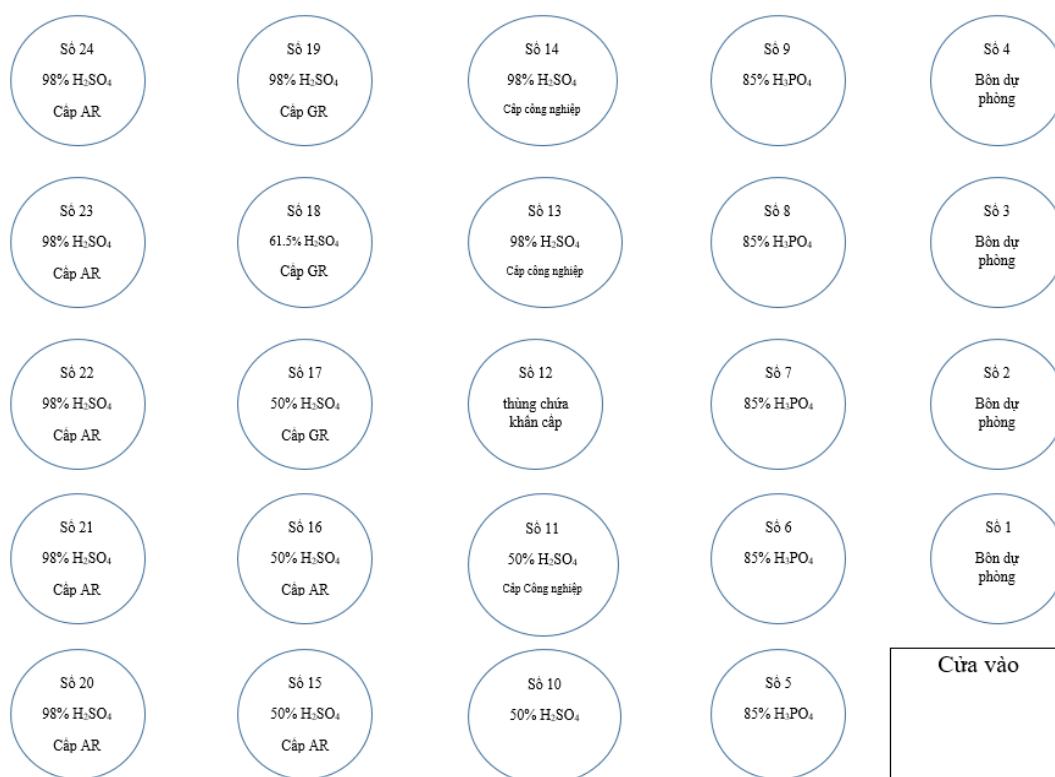 Số 24
98% H₂SO₄
Cấp AR
Số 19
98% H₂SO₄
Cấp GR
Số 14
98% H₂SO₄
Cấp công nghiệp
Số 9
85% H₃PO₄
Số 4
Bồn dự
phòng
Số 23
98% H₂SO₄
Cấp AR
Số 18
61.5% H₂SO₄
Cấp GR
Số 13
98% H₂SO₄
Cấp công nghiệp
Số 8
85% H₃PO₄
Số 3
Bồn dự
phòng
Số 22
98% H₂SO₄
Cấp AR
Số 17
50% H₂SO₄
Cấp GR
Số 12
thùng chứa
khẩn cấp
Số 7
85% H₃PO₄
Số 2
Bồn dự
phòng
Số 21
98% H₂SO₄
Cấp AR
Số 16
50% H₂SO₄
Cấp AR
Số 11
50% H₂SO₄
Cấp Công nghiệp
Số 6
85% H₃PO₄
Số 1
Bồn dự
phòng
Số 20
98% H₂SO₄
Cấp AR
Số 15
50% H₂SO₄
Cấp AR
Số 10
50% H₂SO₄
Số 5
85% H₃PO₄
Cửa vào